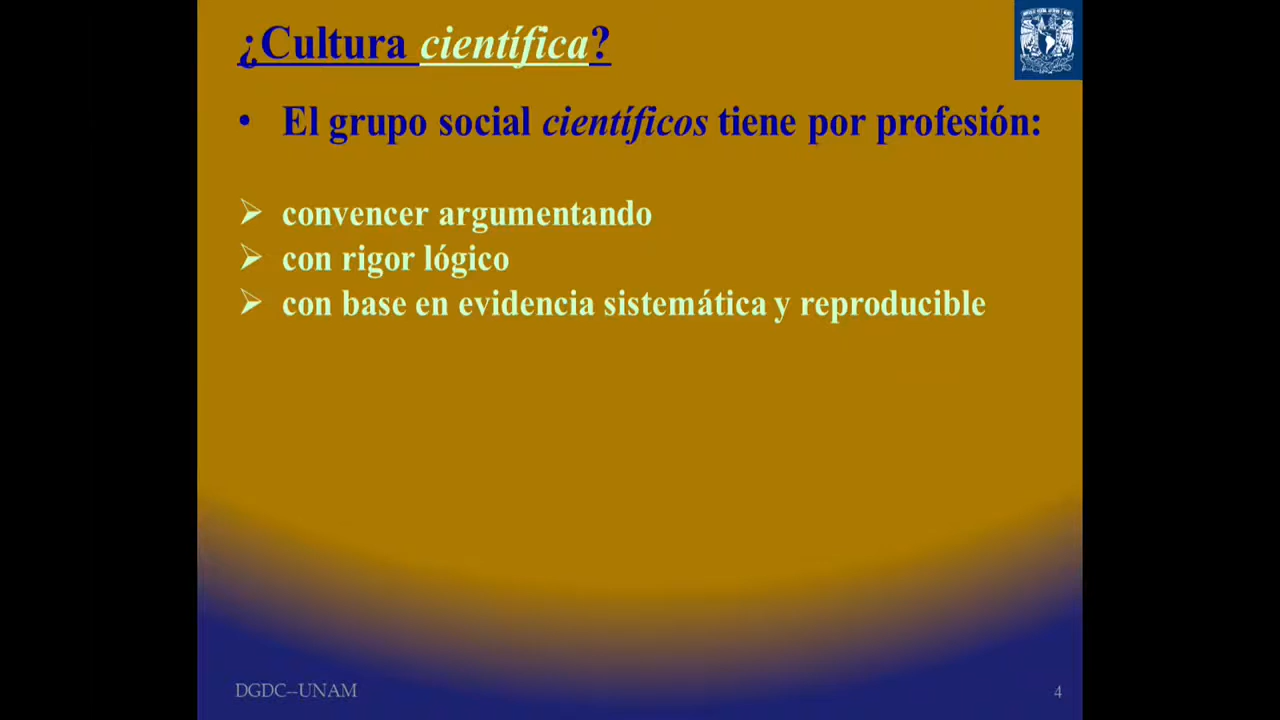 ¿Cultura científica?
• El grupo social científicos tiene por profesión:
➢ convencer argumentando
➢ con rigor lógico
➢ con base en evidencia sistemática y reproducible
DGDC--UNAM
4